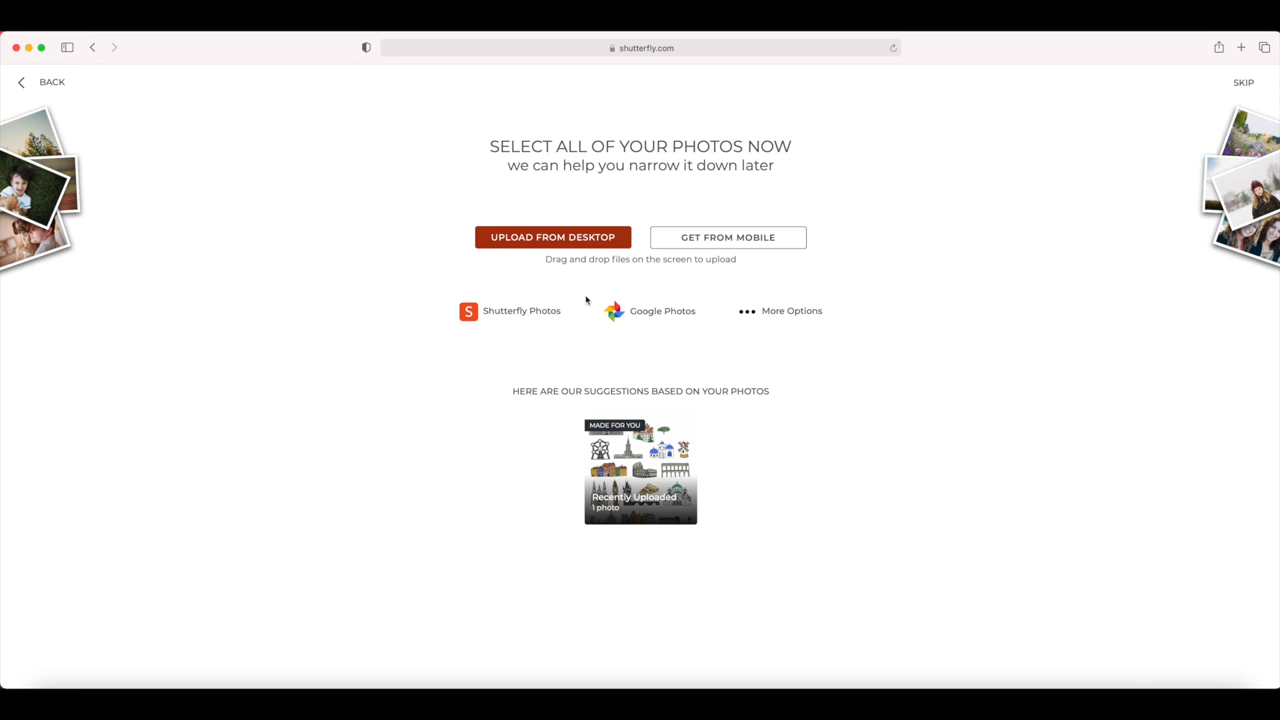 shutterfly.com
BACK
SKIP
SELECT ALL OF YOUR PHOTOS NOW
we can help you narrow it down later
UPLOAD FROM DESKTOP
GET FROM MOBILE
Drag and drop files on the screen to upload
S
Shutterfly Photos
Google Photos
More Options
HERE ARE OUR SUGGESTIONS BASED ON YOUR PHOTOS
MADE FOR YOU
Recently Uploaded
1 photo